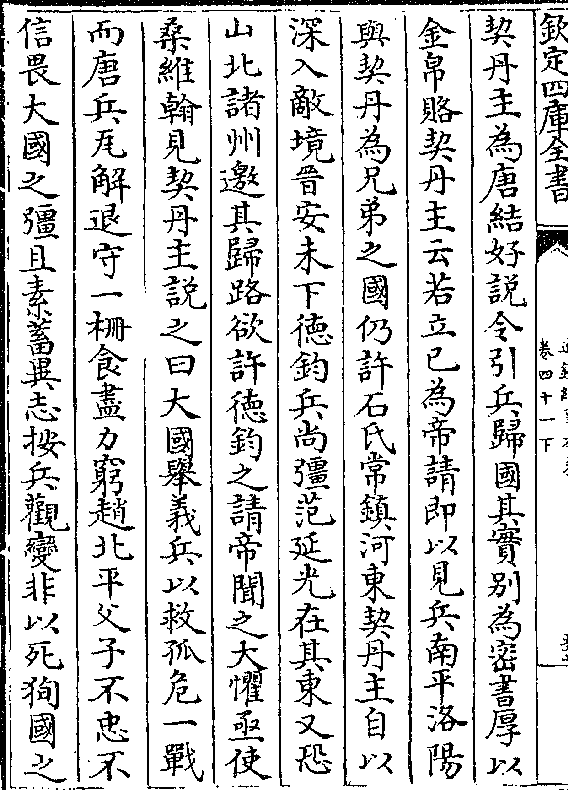 欽定四庫全書
卷四十一下
契丹主為唐結好説令引兵歸國其實别為密書厚以
金帛賂契丹主云若立已為帝請即以見兵南平洛陽
與契丹為兄弟之國仍許石氏常鎮河東契丹主自以
深入敵境晉安未下德鈞兵尚彊范延光在其東又恐
山北諸州邀其歸路欲許德鈞之請帝聞之大懼亟使
桑維翰見契丹主説之曰大國舉義兵以救孤危一戰
而唐兵瓦解退守一柵食盡力窮趙北平父子不忠不
信畏大國之彊且素蓄異志按兵觀變非以死狥國之